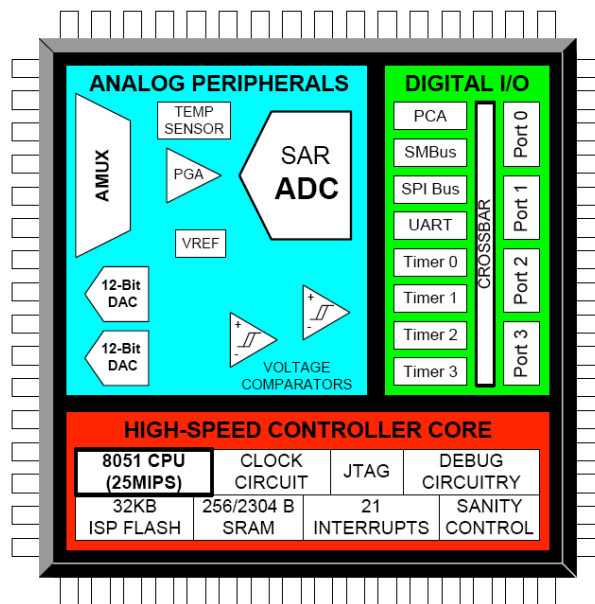 ANALOG PERIPHERALS
TEMP
SENSOR
AMUX
PGA
SAR
ADC
VREF
12-Bit
DAC
12-Bit
DAC
+
-
+
-
VOLTAGE
COMPARATORS
DIGITAL I/O
PCA
SMBus
SPI Bus
UART
Timer 0
Timer 1
Timer 2
Timer 3
CROSSBAR
Port 0
Port 1
Port 2
Port 3
HIGH-SPEED CONTROLLER CORE
8051 CPU
(25MIPS)
CLOCK
CIRCUIT
JTAG
DEBUG
CIRCUITRY
32KB
ISP FLASH
256/2304 B
SRAM
21
INTERRUPTS
SANITY
CONTROL